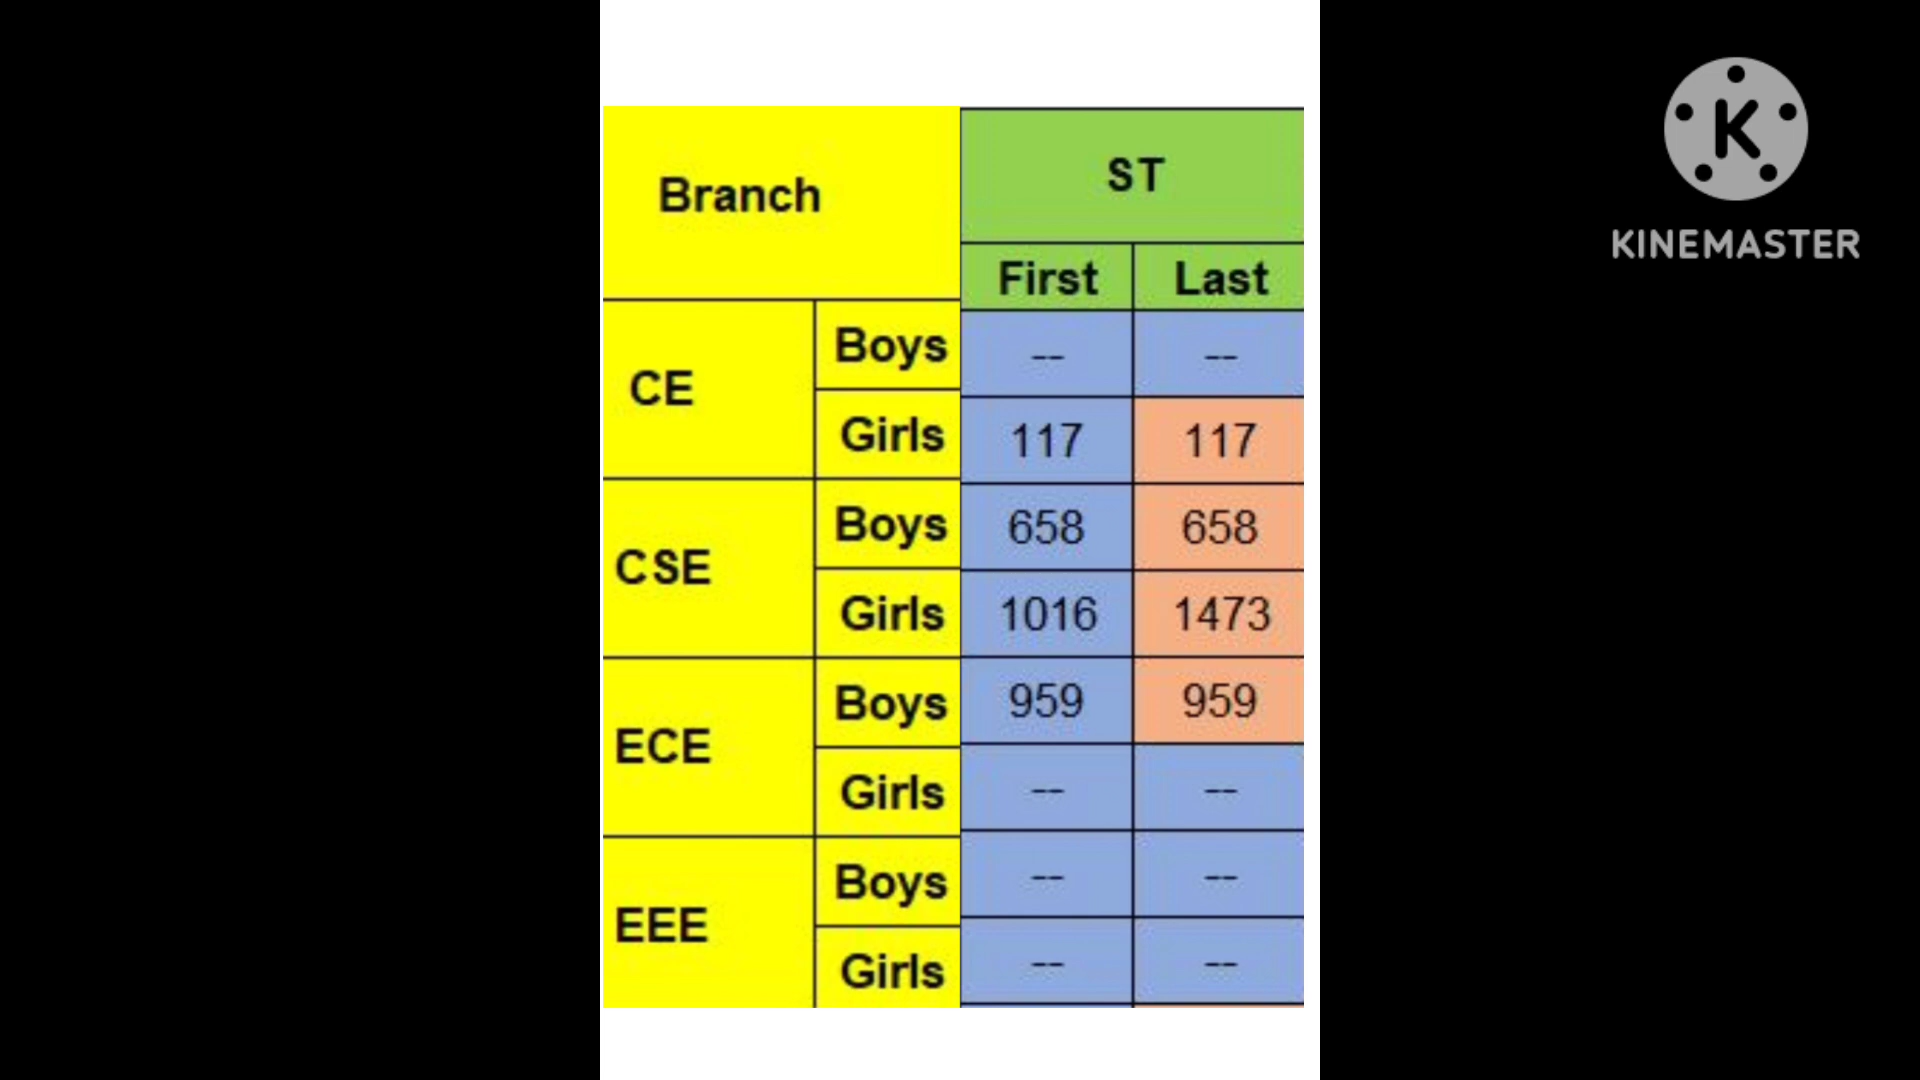 Branch ST
First Last
CE Boys -- --
Girls 117 117
CSE Boys 658 658
Girls 1016 1473
ECE Boys 959 959
Girls -- --
EEE Boys -- --
Girls -- --
K
KINEMASTER